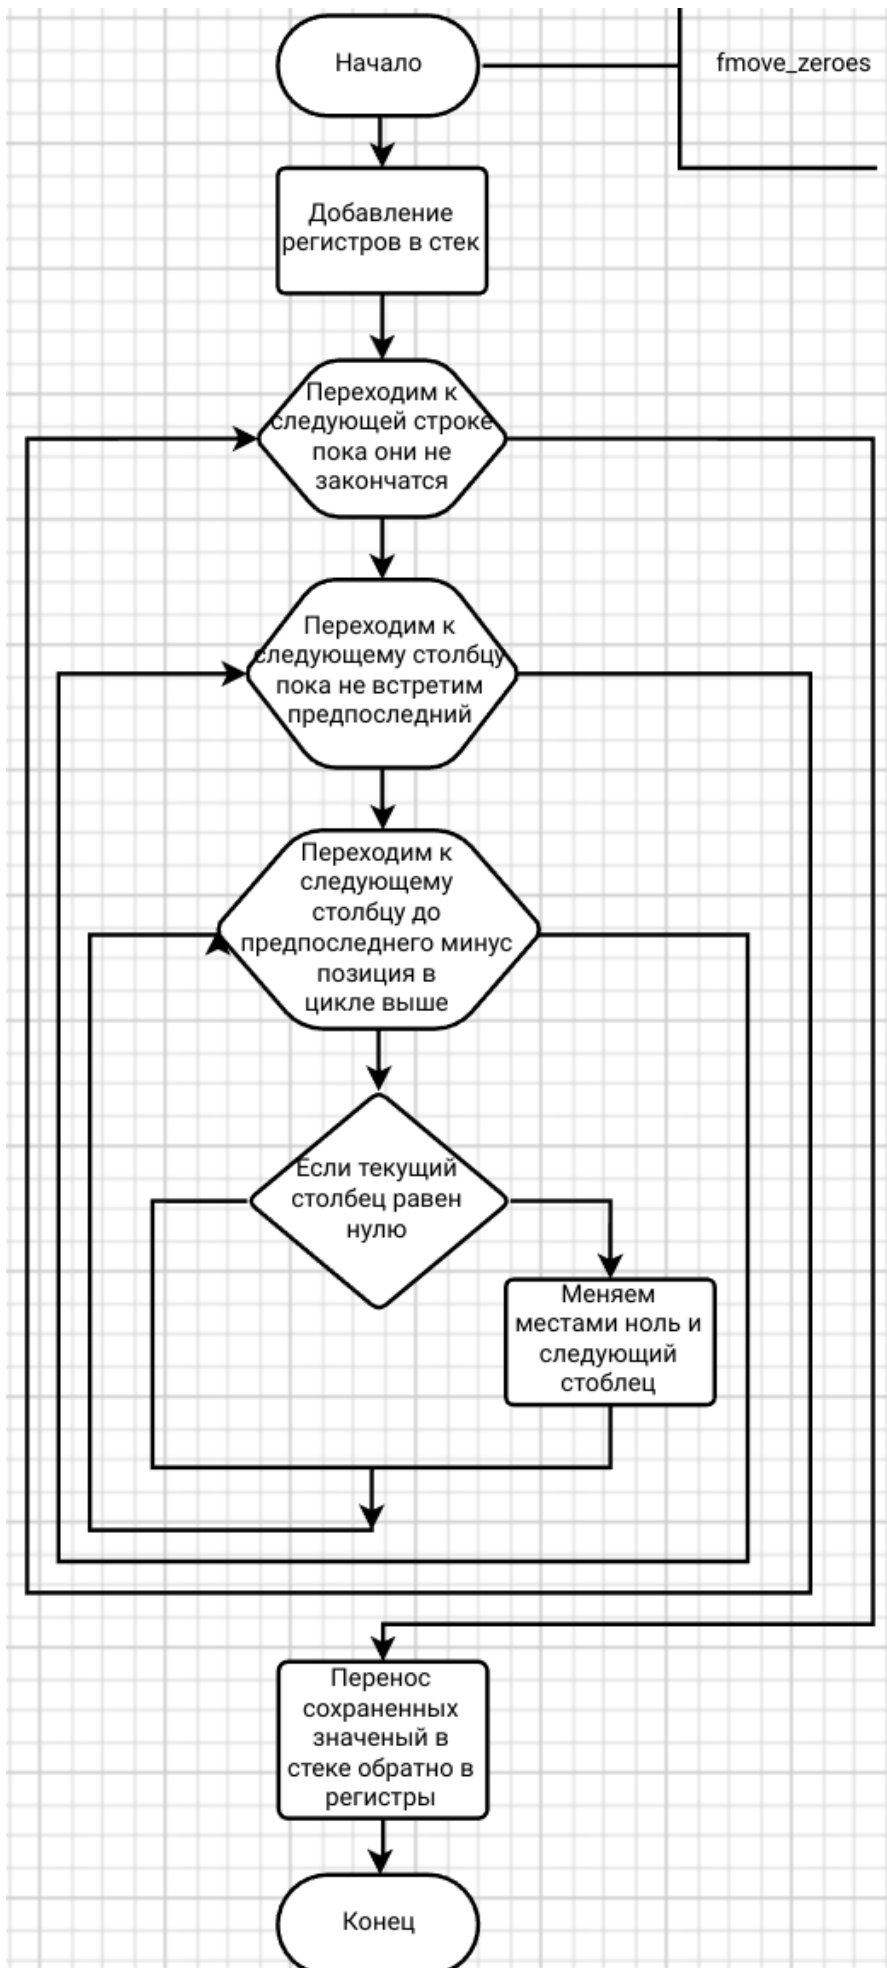 Начало
fmove_zeroes
Добавление
регистров в стек
Переходим к
следующей строке
пока они не
закончатся
Переходим к
следующему столбцу
пока не встретим
предпоследний
Переходим к
следующему
столбцу до
предпоследнего минус
позиция в
цикле выше
Если текущий
столбец равен
нулю
Меняем
местами ноль и
следующий
стоблец
Перенос
сохраненных
значеный в
стеке обратно в
регистры
Конец